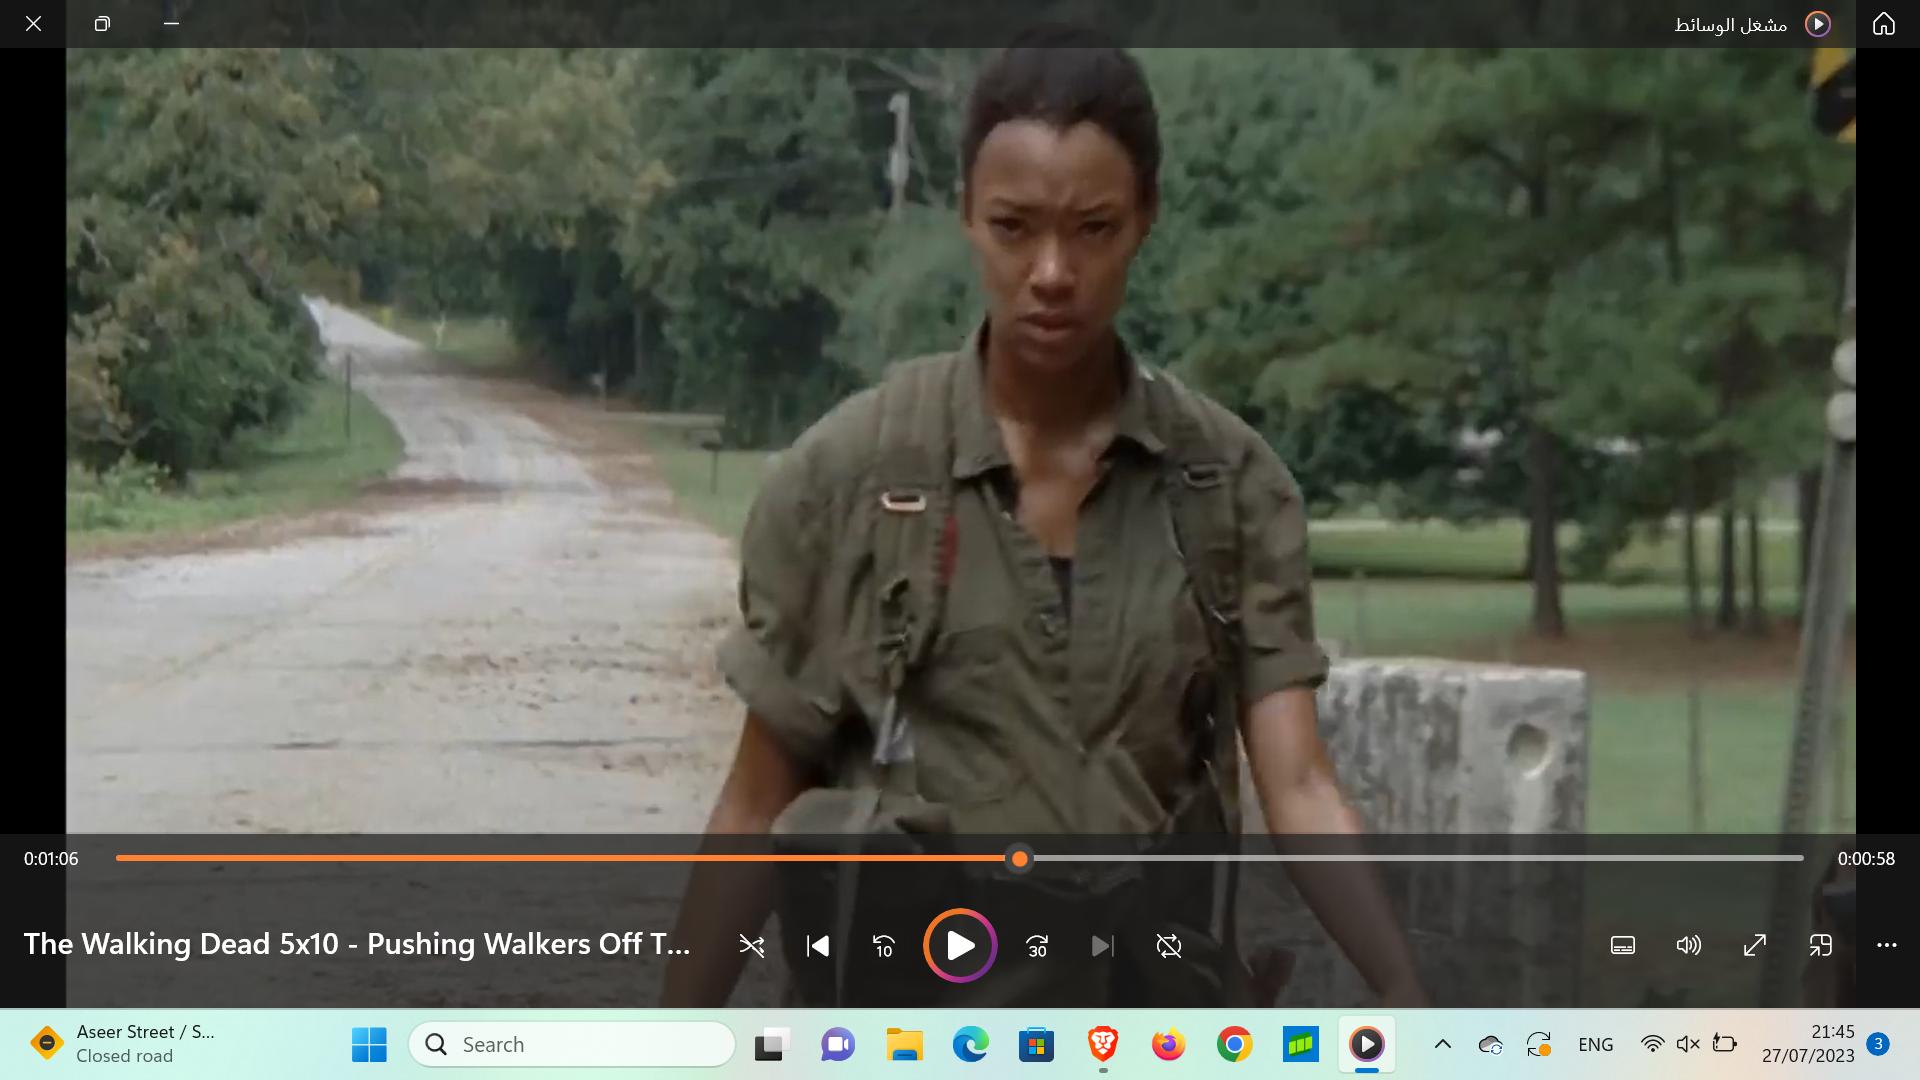 مشغل الوسائط
0:01:06
0:00:58
The Walking Dead 5x10 - Pushing Walkers Off T...
10
30
Aseer Street / S...
Closed road
Search
ENG
21:45
27/07/2023
3